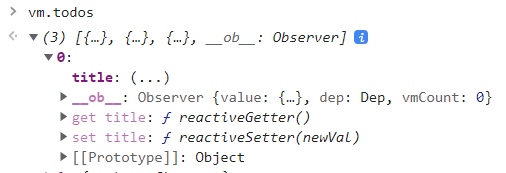 vm.todos
(3) [{…}, {…}, {…}, __ob__: Observer]
0:
title: (...)
__ob__: Observer {value: {…}, dep: Dep, vmCount: 0}
get title: ƒ reactiveGetter()
set title: ƒ reactiveSetter(newVal)
[[Prototype]]: Object